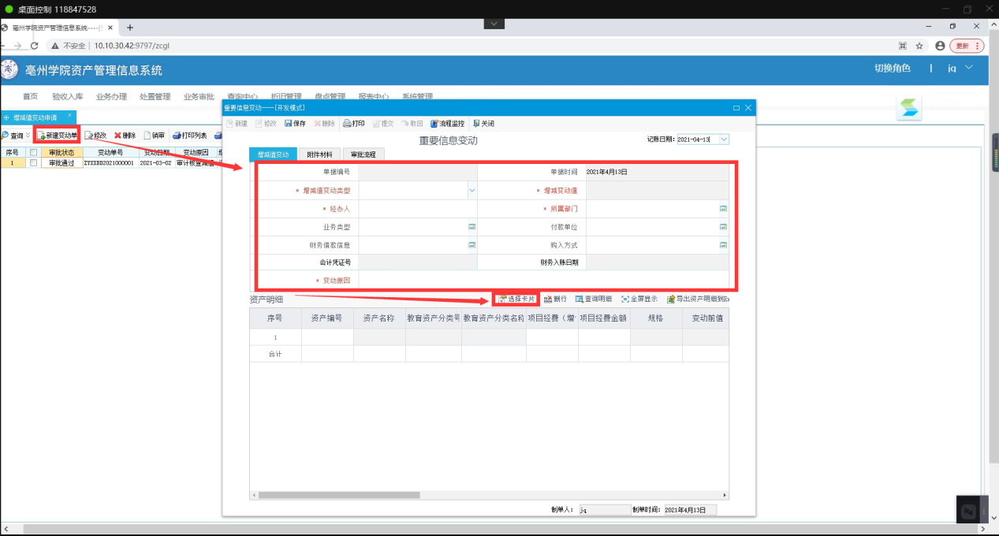 桌面控制 118847528
亳州学院资产管理信息系统----[
不安全 10.10.30.42:9797/zcgl
更新
亳州学院资产管理信息系统
切换角色 | jq
首页 验收入库 业务办理 处置管理 业务审批 查询中心 折旧管理 盘点管理 报表中心 系统管理
增减值变动申请
查询 新建变动单 修改 删除 销审 打印列表
序号 审批状态 变动单号 变动日期 变动原因
1 审批通过 ZYXXBD2021000001 2021-03-02 审计核查减值
重要信息变动----[开发模式]
新建 修改 保存 删除 打印 提交 取回 流程监控 关闭
重要信息变动
记账日期: 2021-04-13
增减值变动 附件材料 审批流程
单据编号 单据时间 2021年4月13日
* 增减值变动类型 * 增减变动值
* 经办人 * 所属部门
业务类型 付款单位
财务借款信息 购入方式
会计凭证号 财务入账日期
* 变动原因
资产明细 选择卡片 删行 查询明细 全屏显示 导出资产明细到Ex
序号 资产编号 资产名称 教育资产分类号 教育资产分类名称 项目经费（增 项目经费金额 规格 变动前值
1
合计
制单人: jq 制单时间: 2021年4月13日